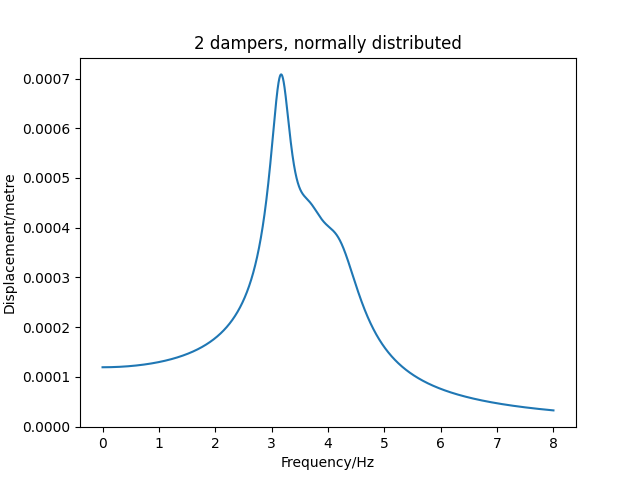 2 dampers, normally distributed
Displacement/metre
0.0007
0.0006
0.0005
0.0004
0.0003
0.0002
0.0001
0.0000
0 1 2 3 4 5 6 7 8
Frequency/Hz